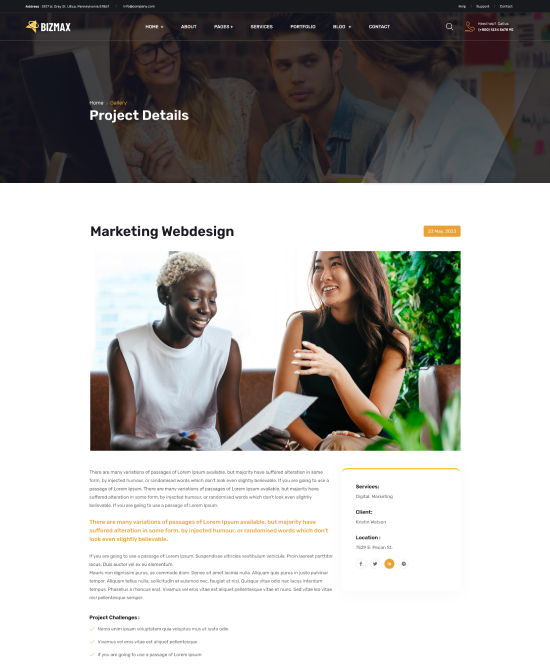 Address : 1877 al. Gray St. Utica, Pennsylvania 57867
info@company.com
Help
Support
Contact
BIZMAX
HOME
ABOUT
PAGES
SERVICES
PORTFOLIO
BLOG
CONTACT
Need help? Call us:
(+800) 1234 5678 90
Home
Gallery
Project Details
Marketing Webdesign
23 May, 2023
There are many variations of passages of Lorem Ipsum available, but majority have suffered alteration in some
form, by injected humour, or randomised words which don't look even slightly believable. If you are going to use a
passage of Lorem Ipsum. There are many variations of passages of Lorem Ipsum available, but majority have
suffered alteration in some form, by injected humour, or randomised words which don't look even slightly
believable. If you are going to use a passage of Lorem Ipsum.
There are many variations of passages of Lorem Ipsum available, but majority have
suffered alteration in some form, by injected humour, or randomised words which don't
look even slightly believable.
If you are going to use a passage of Lorem Ipsum. Suspendisse ultricies vestibulum vehicula. Proin laoreet porttitor
lacus. Duis auctor vel ex eu elementum.
Mauris non dignissim purus, ac commodo diam. Donec sit amet lacinia nulla. Aliquam quis purus in justo pulvinar
tempor. Aliquam tellus nulla, sollicitudin at euismod nec, feugiat at nisi. Quisque vitae odio nec lacus interdum
tempus. Phasellus a rhoncus erat. Vivamus vel eros vitae est aliquet pellentesque vitae et nunc. Sed vitae leo vitae
nisl pellentesque semper.
Services:
Digital, Marketing
Client:
Kristin Watson
Location :
7529 E. Pecan St.
Project Challenges :
Nemo enim ipsam voluptatem quia voluptas mus at iusto odio
Vivamus vel eros vitae est aliquet pellentesque
If you are going to use a passage of Lorem Ipsum